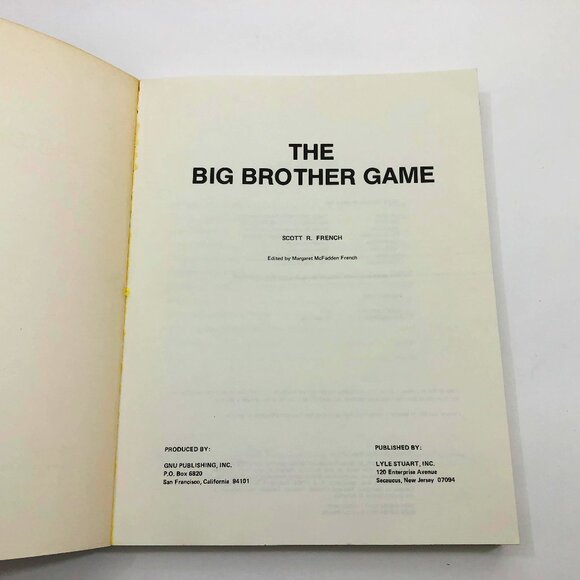 THE
BIG BROTHER GAME
SCOTT R. FRENCH
Edited by Margaret McFadden French
PRODUCED BY:
GNU PUBLISHING, INC.
P.O. Box 6820
San Francisco, California 94101
PUBLISHED BY:
LYLE STUART, INC.
120 Enterprise Avenue
Secaucus, New Jersey 07094